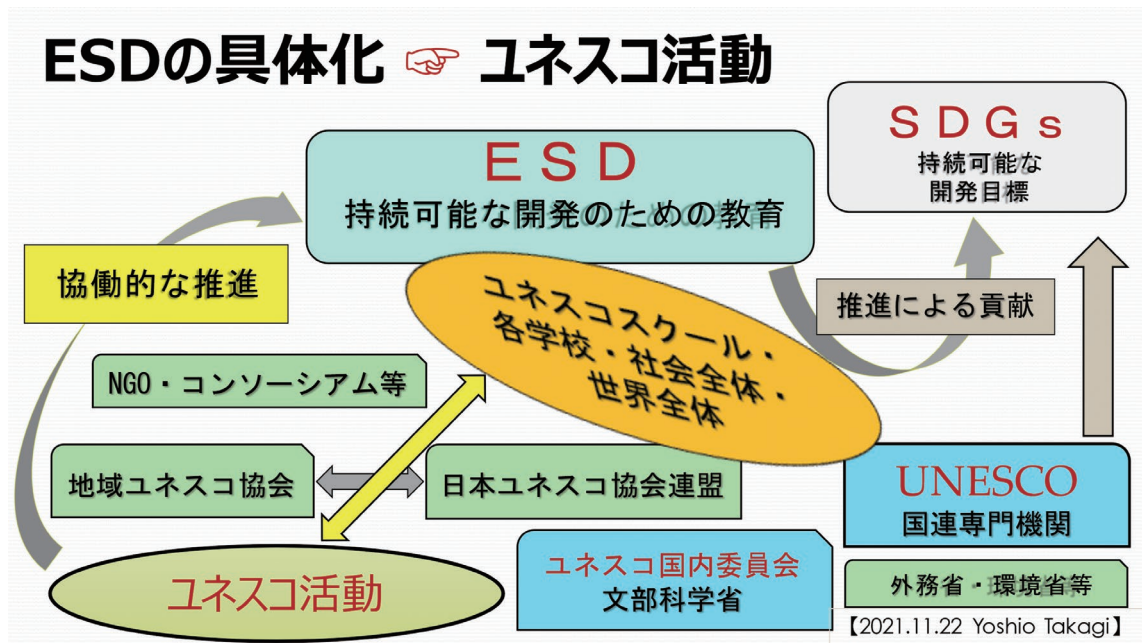 ESDの具体化 ☞ ユネスコ活動
SDGs
持続可能な
開発目標
ESD
持続可能な開発のための教育
協働的な推進
ユネスコスクール・
各学校・社会全体・
世界全体
推進による貢献
NGO・コンソーシアム等
地域ユネスコ協会
日本ユネスコ協会連盟
UNESCO
国連専門機関
ユネスコ活動
ユネスコ国内委員会
文部科学省
外務省・環境省等
【2021.11.22 Yoshio Takagi】